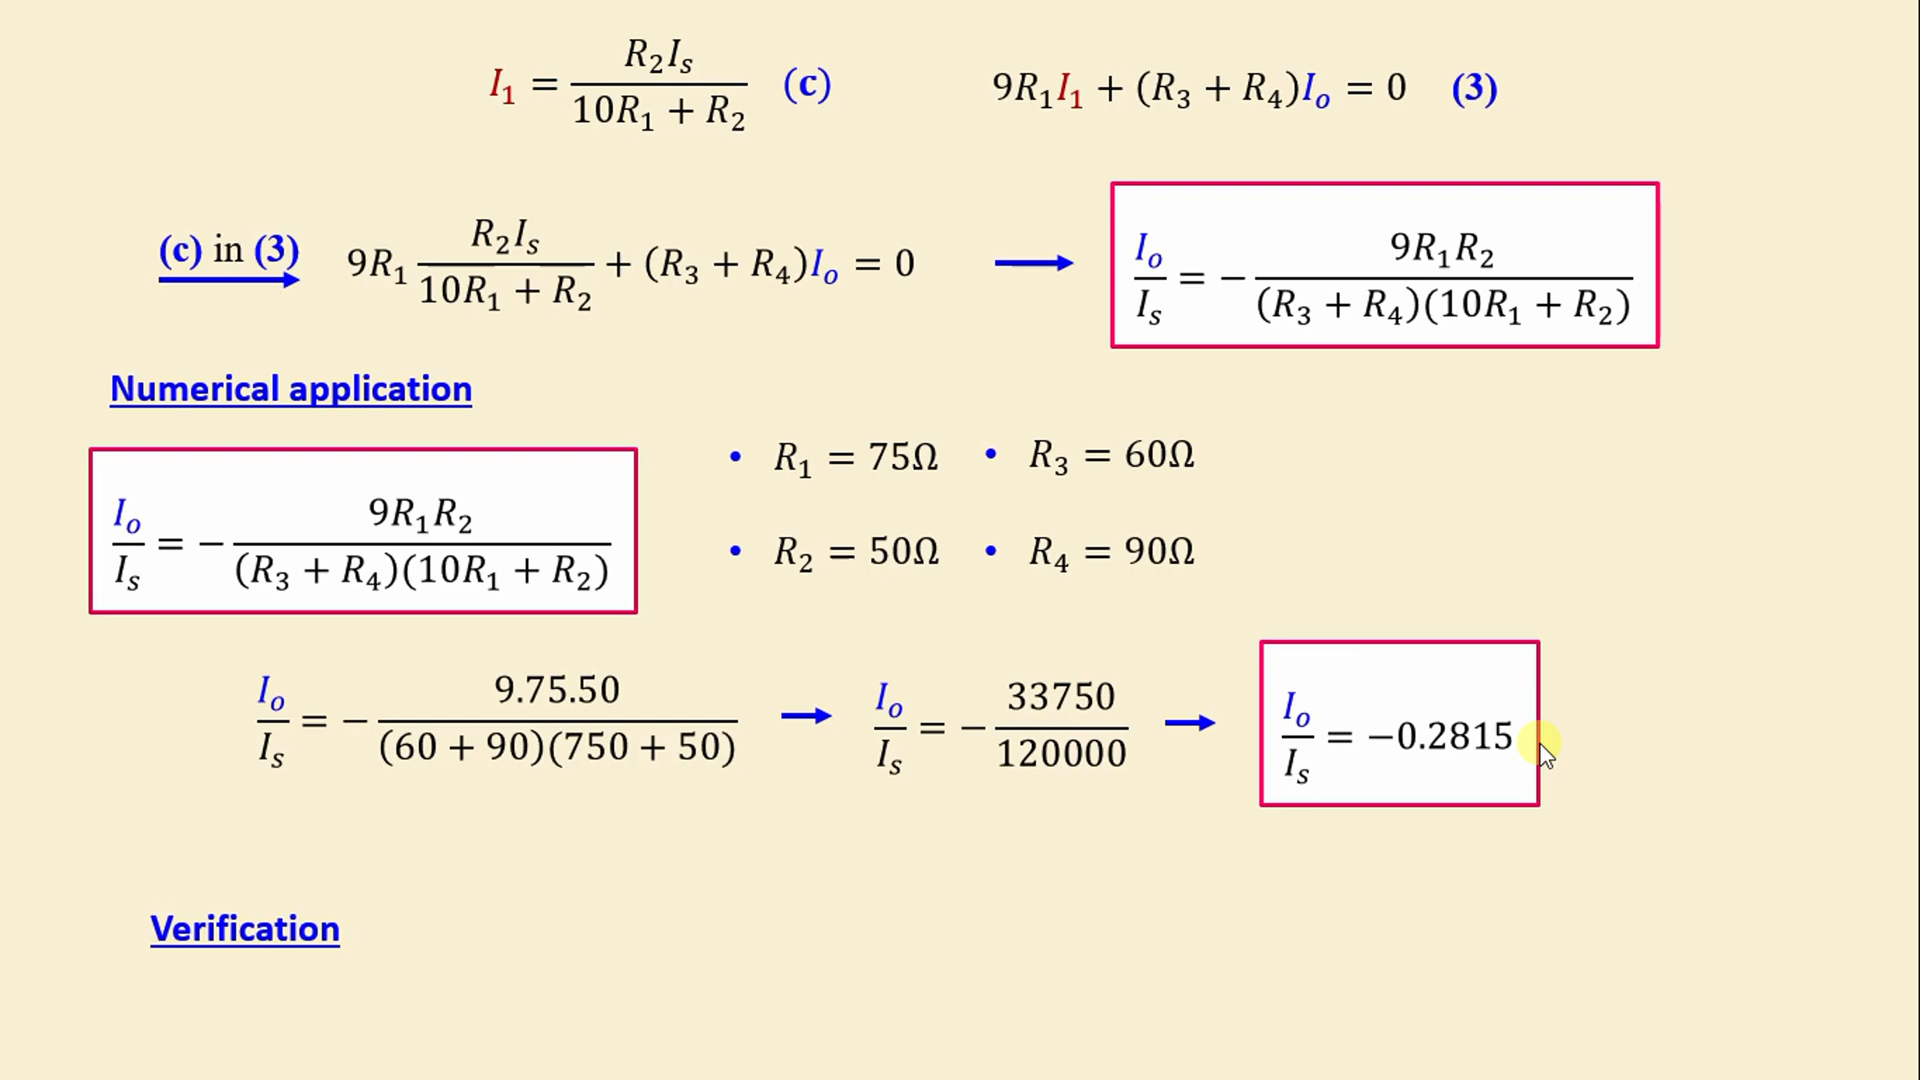 I₁ = R₂Iₛ / (10R₁ + R₂) (c) 9R₁I₁ + (R₃ + R₄)Iₒ = 0 (3)
(c) in (3) 9R₁ R₂Iₛ / (10R₁ + R₂) + (R₃ + R₄)Iₒ = 0 → Iₒ / Iₛ = − 9R₁R₂ / (R₃ + R₄)(10R₁ + R₂)
Numerical application
Iₒ / Iₛ = − 9R₁R₂ / (R₃ + R₄)(10R₁ + R₂)
• R₁ = 75Ω • R₃ = 60Ω
• R₂ = 50Ω • R₄ = 90Ω
Iₒ / Iₛ = − 9.75.50 / (60 + 90)(750 + 50) → Iₒ / Iₛ = − 33750 / 120000 → Iₒ / Iₛ = −0.2815
Verification